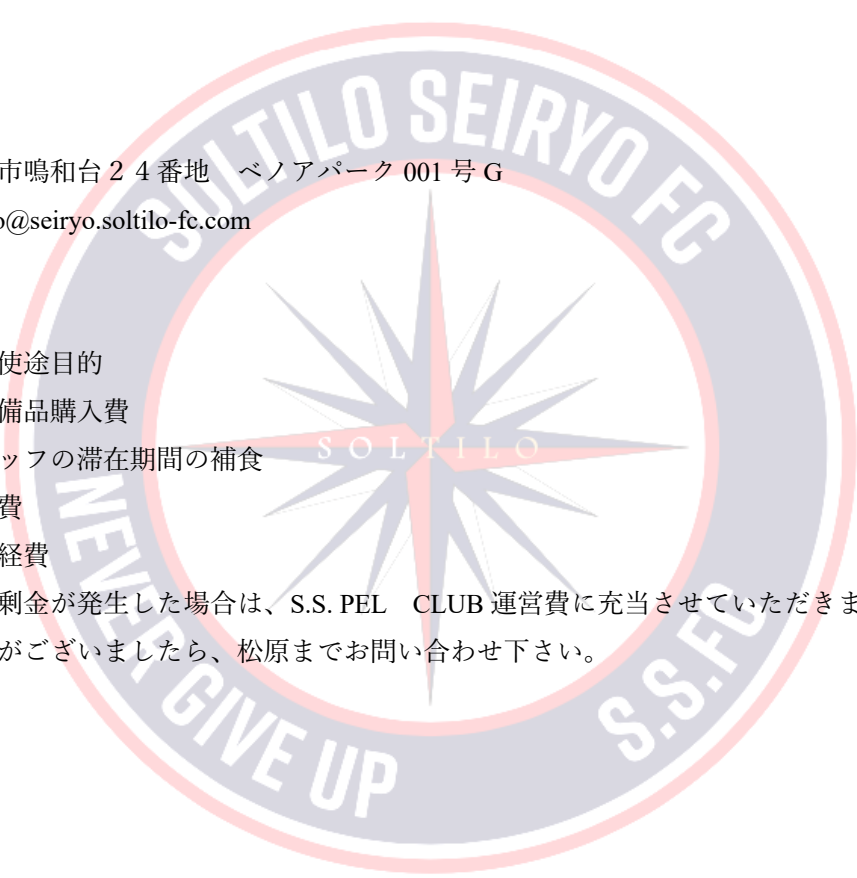 市鳴和台２４番地　ベノアパーク 001 号 G
o@seiryo.soltilo-fc.com
使途目的
備品購入費
ッフの滞在期間の補食
費
経費
剰金が発生した場合は、S.S. PEL　CLUB 運営費に充当させていただきま
がございましたら、松原までお問い合わせ下さい。
SOLTILO SEIRYO FC
SOLTILO
NEVER GIVE UP
S.S.FC